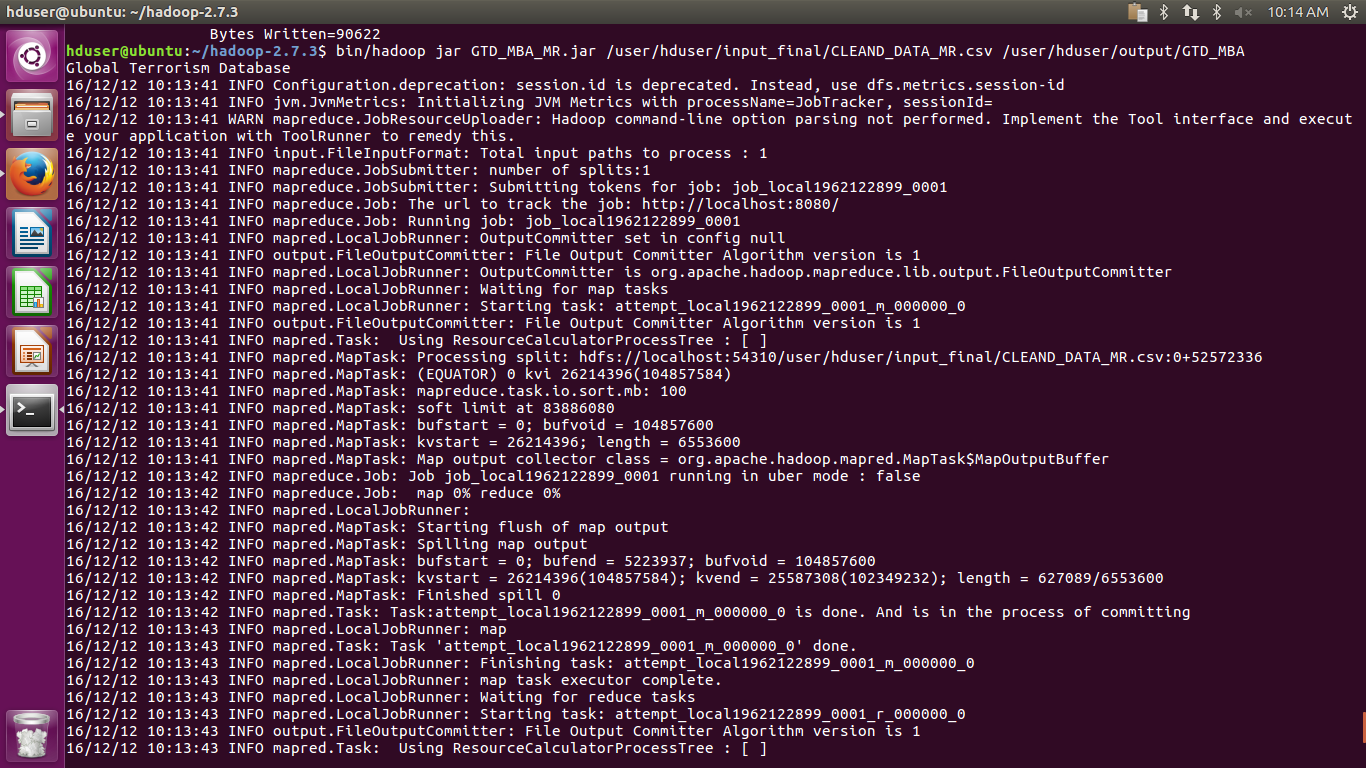 hduser@ubuntu: ~/hadoop-2.7.3
10:14 AM
Bytes Written=90622
hduser@ubuntu:~/hadoop-2.7.3$ bin/hadoop jar GTD_MBA_MR.jar /user/hduser/input_final/CLEAND_DATA_MR.csv /user/hduser/output/GTD_MBA
Global Terrorism Database
16/12/12 10:13:41 INFO Configuration.deprecation: session.id is deprecated. Instead, use dfs.metrics.session-id
16/12/12 10:13:41 INFO jvm.JvmMetrics: Initializing JVM Metrics with processName=JobTracker, sessionId=
16/12/12 10:13:41 WARN mapreduce.JobResourceUploader: Hadoop command-line option parsing not performed. Implement the Tool interface and execut
e your application with ToolRunner to remedy this.
16/12/12 10:13:41 INFO input.FileInputFormat: Total input paths to process : 1
16/12/12 10:13:41 INFO mapreduce.JobSubmitter: number of splits:1
16/12/12 10:13:41 INFO mapreduce.JobSubmitter: Submitting tokens for job: job_local1962122899_0001
16/12/12 10:13:41 INFO mapreduce.Job: The url to track the job: http://localhost:8080/
16/12/12 10:13:41 INFO mapreduce.Job: Running job: job_local1962122899_0001
16/12/12 10:13:41 INFO mapred.LocalJobRunner: OutputCommitter set in config null
16/12/12 10:13:41 INFO output.FileOutputCommitter: File Output Committer Algorithm version is 1
16/12/12 10:13:41 INFO mapred.LocalJobRunner: OutputCommitter is org.apache.hadoop.mapreduce.lib.output.FileOutputCommitter
16/12/12 10:13:41 INFO mapred.LocalJobRunner: Waiting for map tasks
16/12/12 10:13:41 INFO mapred.LocalJobRunner: Starting task: attempt_local1962122899_0001_m_000000_0
16/12/12 10:13:41 INFO output.FileOutputCommitter: File Output Committer Algorithm version is 1
16/12/12 10:13:41 INFO mapred.Task:  Using ResourceCalculatorProcessTree : [ ]
16/12/12 10:13:41 INFO mapred.MapTask: Processing split: hdfs://localhost:54310/user/hduser/input_final/CLEAND_DATA_MR.csv:0+52572336
16/12/12 10:13:41 INFO mapred.MapTask: (EQUATOR) 0 kvi 26214396(104857584)
16/12/12 10:13:41 INFO mapred.MapTask: mapreduce.task.io.sort.mb: 100
16/12/12 10:13:41 INFO mapred.MapTask: soft limit at 83886080
16/12/12 10:13:41 INFO mapred.MapTask: bufstart = 0; bufvoid = 104857600
16/12/12 10:13:41 INFO mapred.MapTask: kvstart = 26214396; length = 6553600
16/12/12 10:13:41 INFO mapred.MapTask: Map output collector class = org.apache.hadoop.mapred.MapTask$MapOutputBuffer
16/12/12 10:13:42 INFO mapreduce.Job: Job job_local1962122899_0001 running in uber mode : false
16/12/12 10:13:42 INFO mapreduce.Job:  map 0% reduce 0%
16/12/12 10:13:42 INFO mapred.LocalJobRunner:
16/12/12 10:13:42 INFO mapred.MapTask: Starting flush of map output
16/12/12 10:13:42 INFO mapred.MapTask: Spilling map output
16/12/12 10:13:42 INFO mapred.MapTask: bufstart = 0; bufend = 5223937; bufvoid = 104857600
16/12/12 10:13:42 INFO mapred.MapTask: kvstart = 26214396(104857584); kvend = 25587308(102349232); length = 627089/6553600
16/12/12 10:13:42 INFO mapred.MapTask: Finished spill 0
16/12/12 10:13:42 INFO mapred.Task: Task:attempt_local1962122899_0001_m_000000_0 is done. And is in the process of committing
16/12/12 10:13:43 INFO mapred.LocalJobRunner: map
16/12/12 10:13:43 INFO mapred.Task: Task 'attempt_local1962122899_0001_m_000000_0' done.
16/12/12 10:13:43 INFO mapred.LocalJobRunner: Finishing task: attempt_local1962122899_0001_m_000000_0
16/12/12 10:13:43 INFO mapred.LocalJobRunner: map task executor complete.
16/12/12 10:13:43 INFO mapred.LocalJobRunner: Waiting for reduce tasks
16/12/12 10:13:43 INFO mapred.LocalJobRunner: Starting task: attempt_local1962122899_0001_r_000000_0
16/12/12 10:13:43 INFO output.FileOutputCommitter: File Output Committer Algorithm version is 1
16/12/12 10:13:43 INFO mapred.Task:  Using ResourceCalculatorProcessTree : [ ]